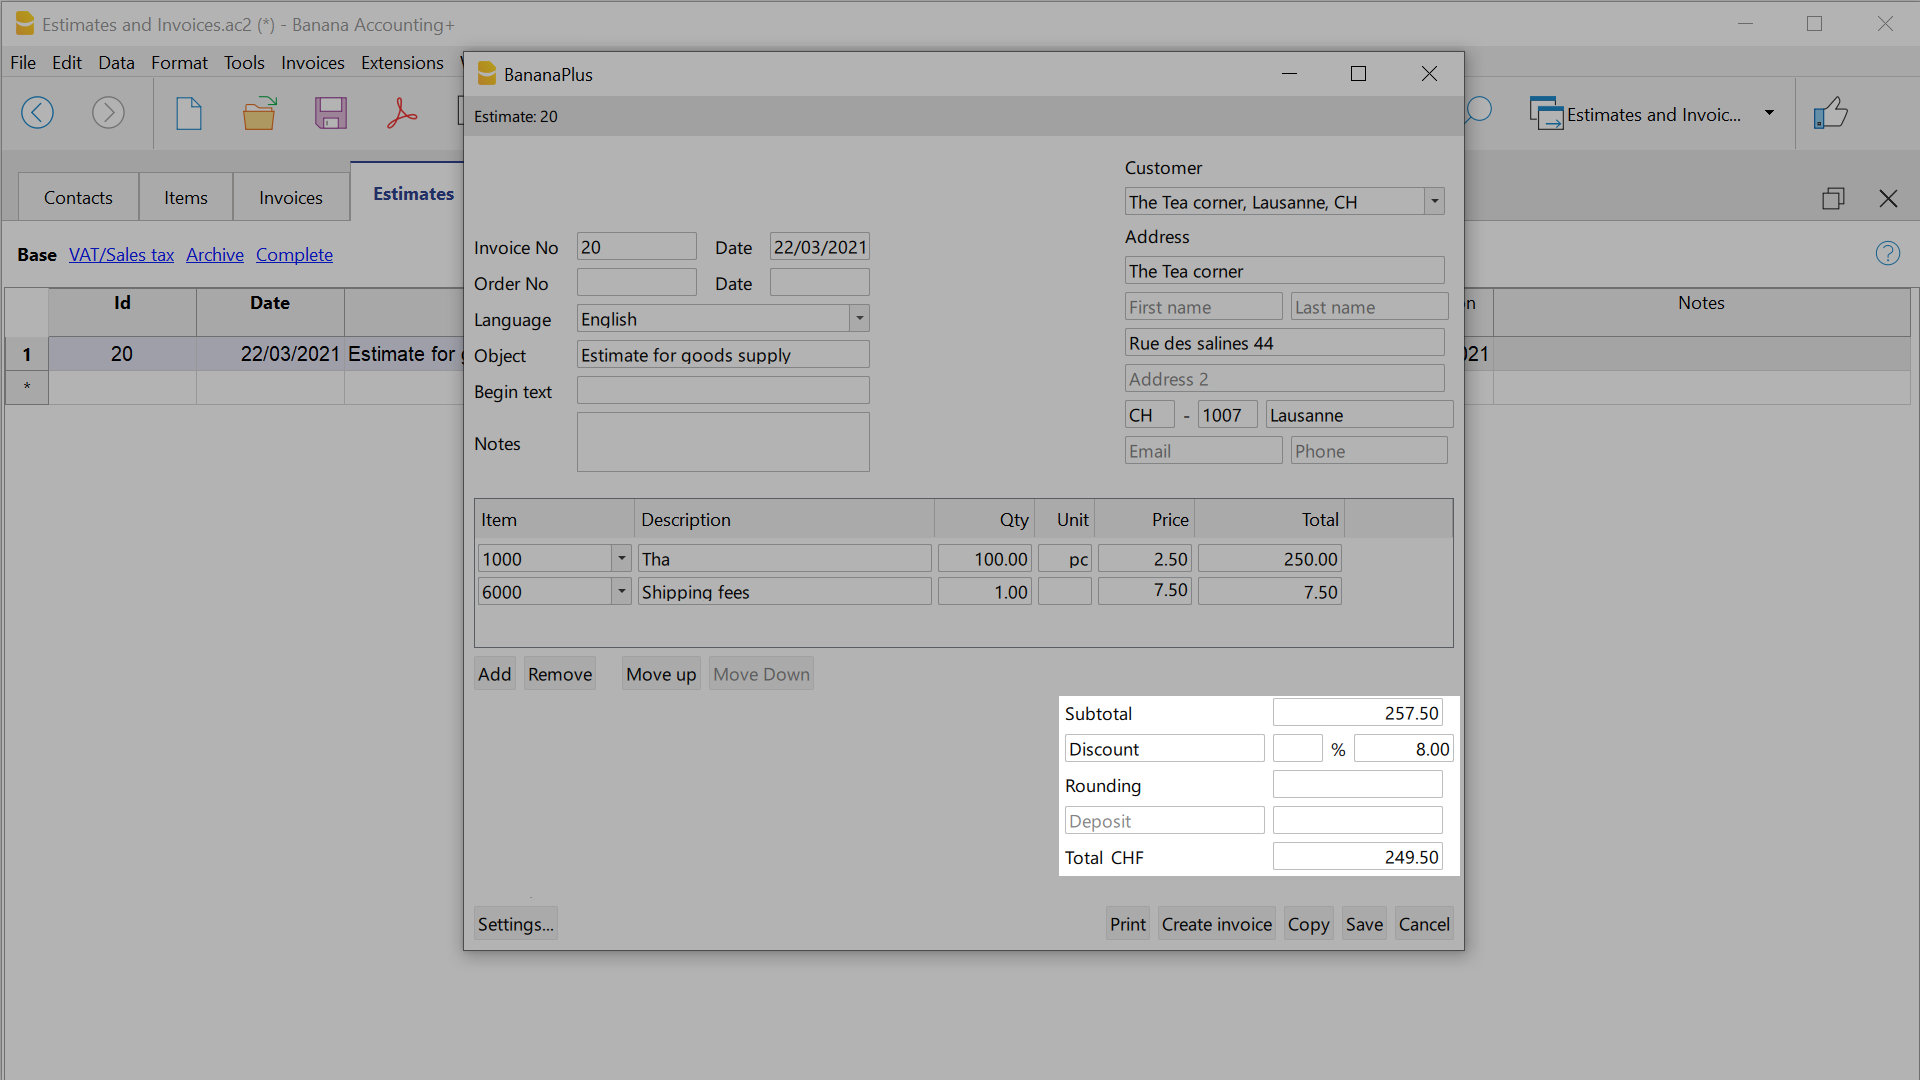 Estimates and Invoices.ac2 (*) - Banana Accounting+
File Edit Data Format Tools Invoices Extensions
Estimates and Invoic...
Contacts Items Invoices Estimates
Base VAT/Sales tax Archive Complete
?
Id Date Notes
1 20 22/03/2021 Estimate for
*
BananaPlus
Estimate: 20
Customer
The Tea corner, Lausanne, CH
Address
The Tea corner
First name Last name
Rue des salines 44
Address 2
CH - 1007 Lausanne
Email Phone
Invoice No 20 Date 22/03/2021
Order No Date
Language English
Object Estimate for goods supply
Begin text
Notes
Item Description Qty Unit Price Total
1000 Tha 100.00 pc 2.50 250.00
6000 Shipping fees 1.00 7.50 7.50
Add Remove Move up Move Down
Subtotal 257.50
Discount % 8.00
Rounding
Deposit
Total CHF 249.50
Settings... Print Create invoice Copy Save Cancel